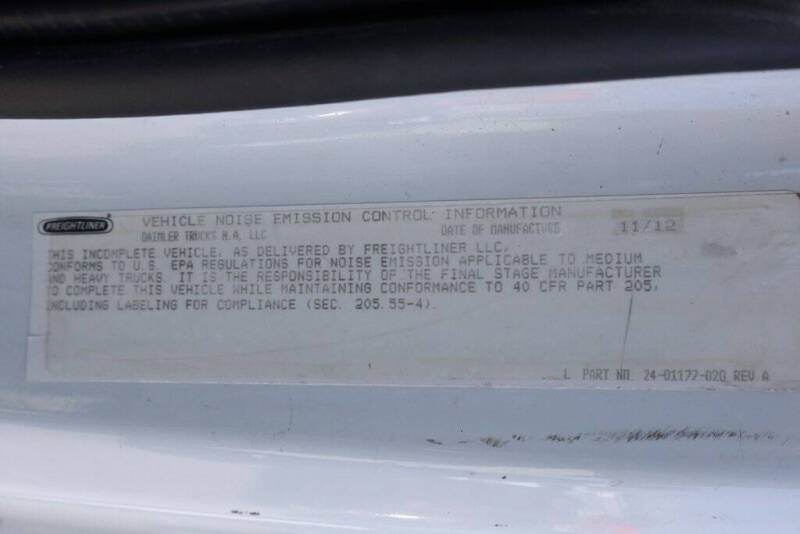 FREIGHTLINER
VEHICLE NOISE EMISSION CONTROL INFORMATION
DAIMLER TRUCKS N.A. LLC DATE OF MANUFACTURE 11/12
THIS INCOMPLETE VEHICLE, AS DELIVERED BY FREIGHTLINER LLC,
CONFORMS TO U.S. EPA REGULATIONS FOR NOISE EMISSION APPLICABLE TO MEDIUM
AND HEAVY TRUCKS. IT IS THE RESPONSIBILITY OF THE FINAL STAGE MANUFACTURER
TO COMPLETE THIS VEHICLE WHILE MAINTAINING CONFORMANCE TO 40 CFR PART 205,
INCLUDING LABELING FOR COMPLIANCE (SEC. 205.55-4).
PART NO. 24-01177-020 REV A